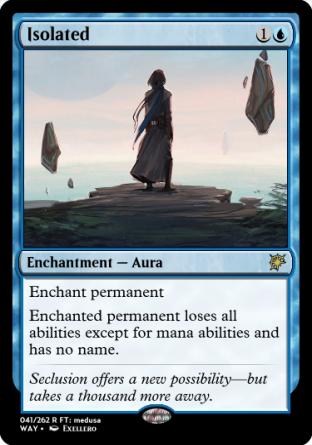 Isolated 1
Enchantment — Aura
Enchant permanent
Enchanted permanent loses all
abilities except for mana abilities and
has no name.
Seclusion offers a new possibility—but
takes a thousand more away.
041/262 R FT: medusa
WAY • EXELLERO